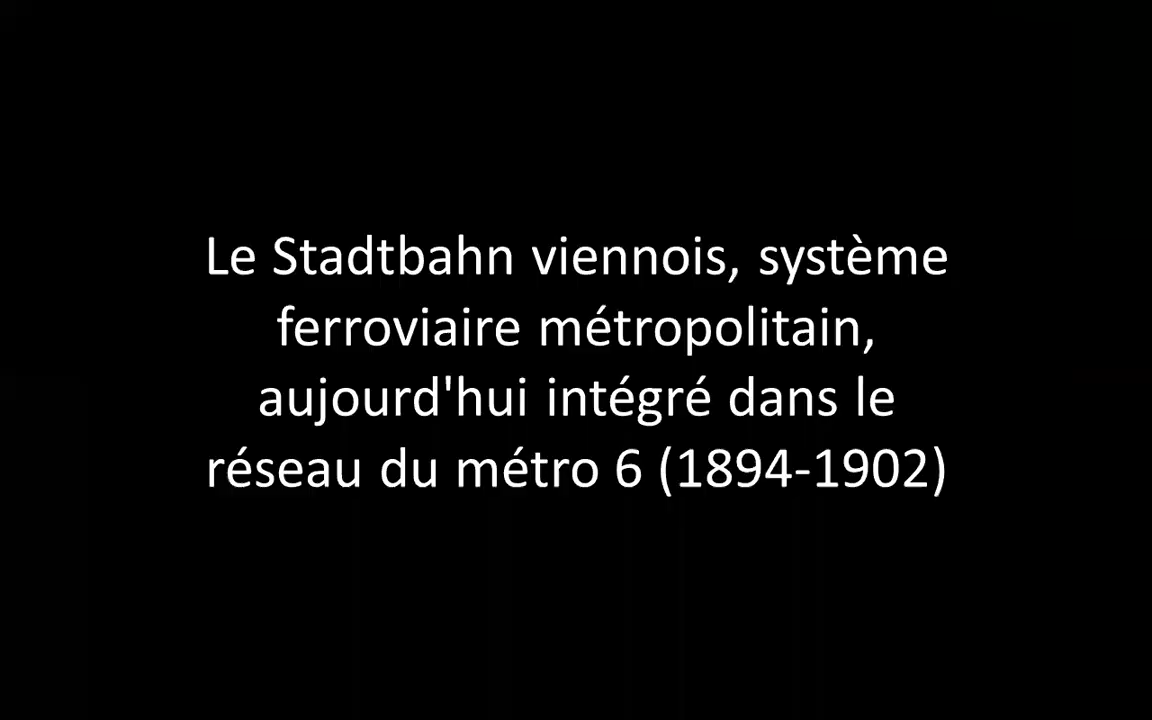 Le Stadtbahn viennois, système
ferroviaire métropolitain,
aujourd'hui intégré dans le
réseau du métro 6 (1894-1902)